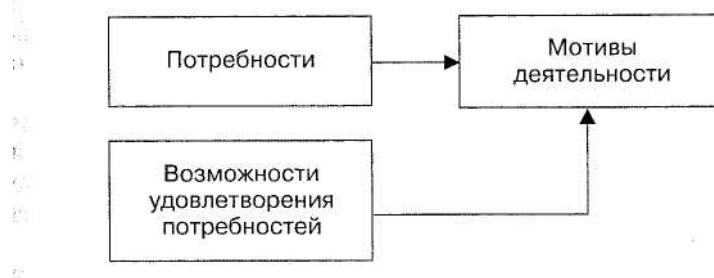 Потребности
Мотивы
деятельности
Возможности
удовлетворения
потребностей